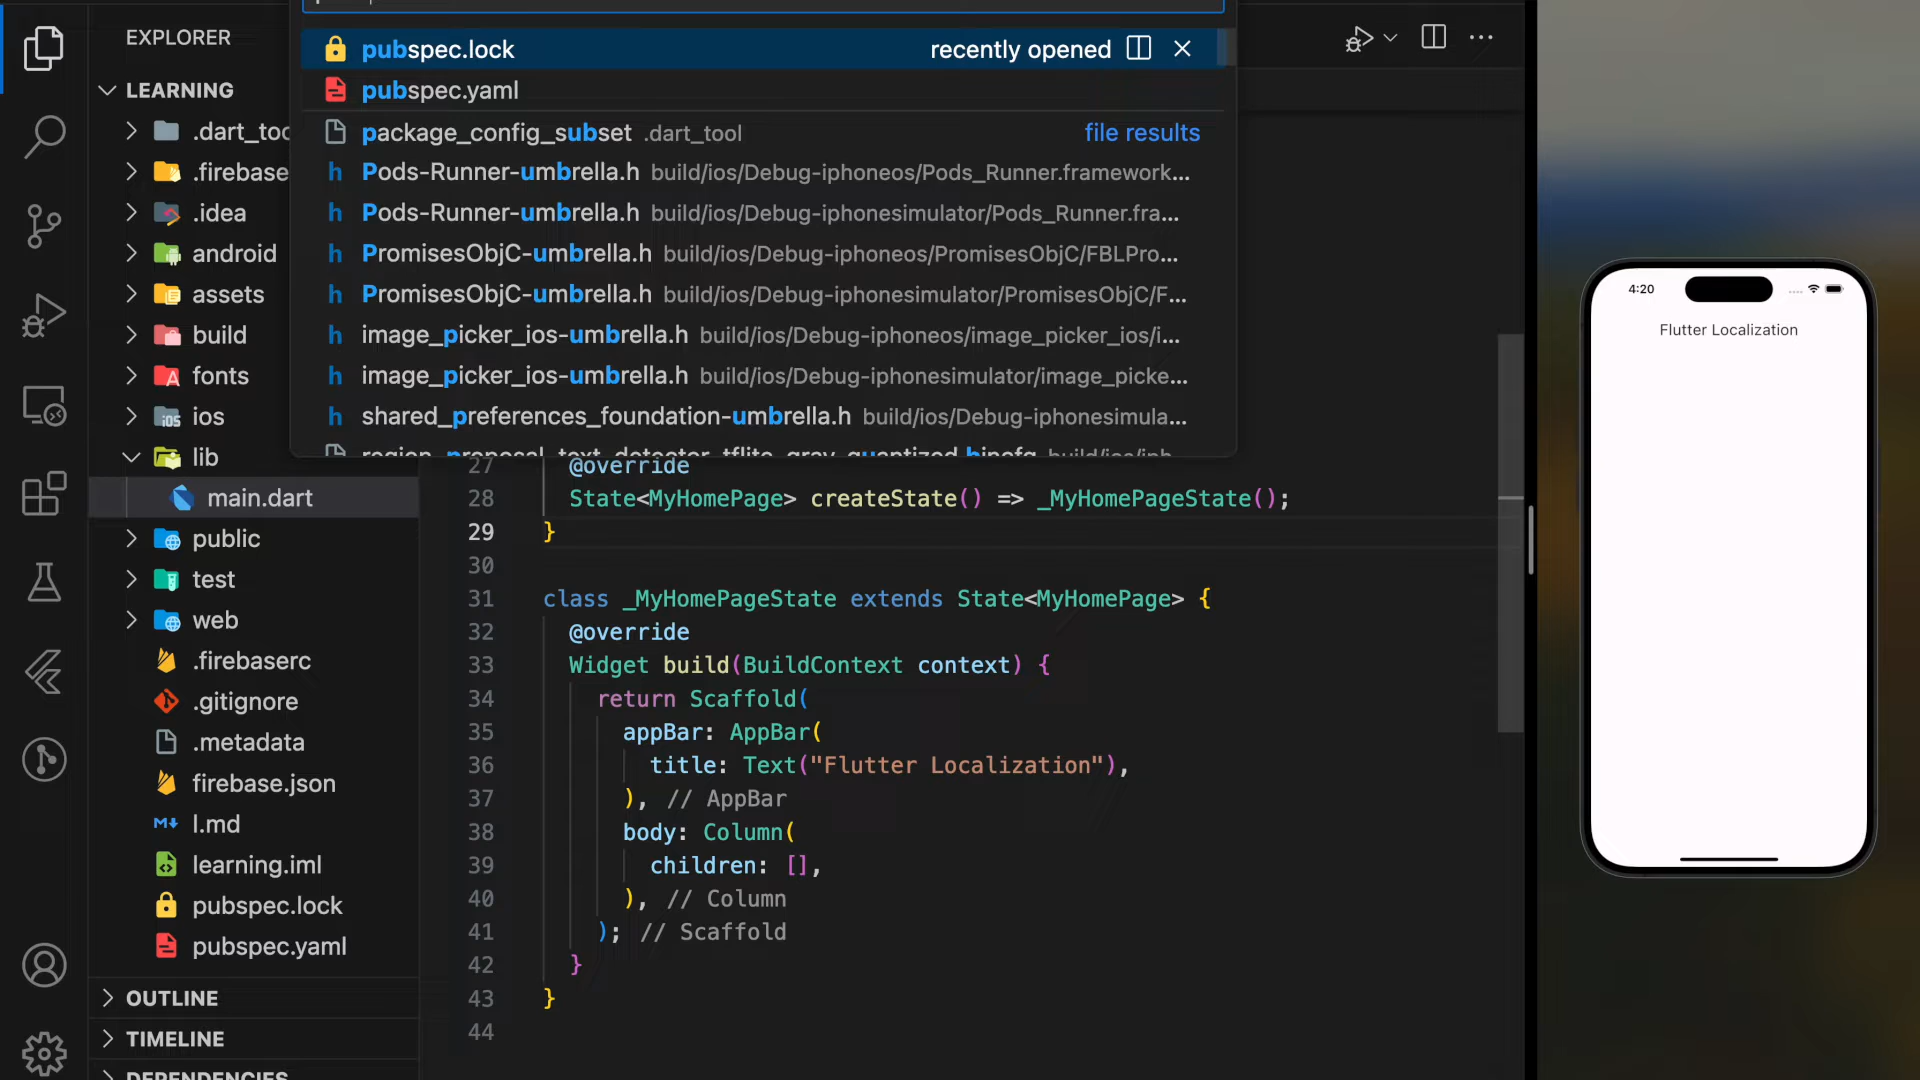 EXPLORER
LEARNING
.dart_too
.firebase
.idea
android
assets
build
fonts
ios
lib
main.dart
public
test
web
.firebaserc
.gitignore
.metadata
firebase.json
l.md
learning.iml
pubspec.lock
pubspec.yaml
OUTLINE
TIMELINE
DEPENDENCIES
pubspec.lock recently opened
pubspec.yaml
package_config_subset .dart_tool file results
h Pods-Runner-umbrella.h build/ios/Debug-iphoneos/Pods_Runner.framework...
h Pods-Runner-umbrella.h build/ios/Debug-iphonesimulator/Pods_Runner.fra...
h PromisesObjC-umbrella.h build/ios/Debug-iphoneos/PromisesObjC/FBLPro...
h PromisesObjC-umbrella.h build/ios/Debug-iphonesimulator/PromisesObjC/F...
h image_picker_ios-umbrella.h build/ios/Debug-iphoneos/image_picker_ios/i...
h image_picker_ios-umbrella.h build/ios/Debug-iphonesimulator/image_picke...
h shared_preferences_foundation-umbrella.h build/ios/Debug-iphonesimula...
27 @override
28 State<MyHomePage> createState() => _MyHomePageState();
29 }
30
31 class _MyHomePageState extends State<MyHomePage> {
32 @override
33 Widget build(BuildContext context) {
34 return Scaffold(
35 appBar: AppBar(
36 title: Text("Flutter Localization"),
37 ), // AppBar
38 body: Column(
39 children: [],
40 ), // Column
41 ); // Scaffold
42 }
43 }
44
4:20
Flutter Localization